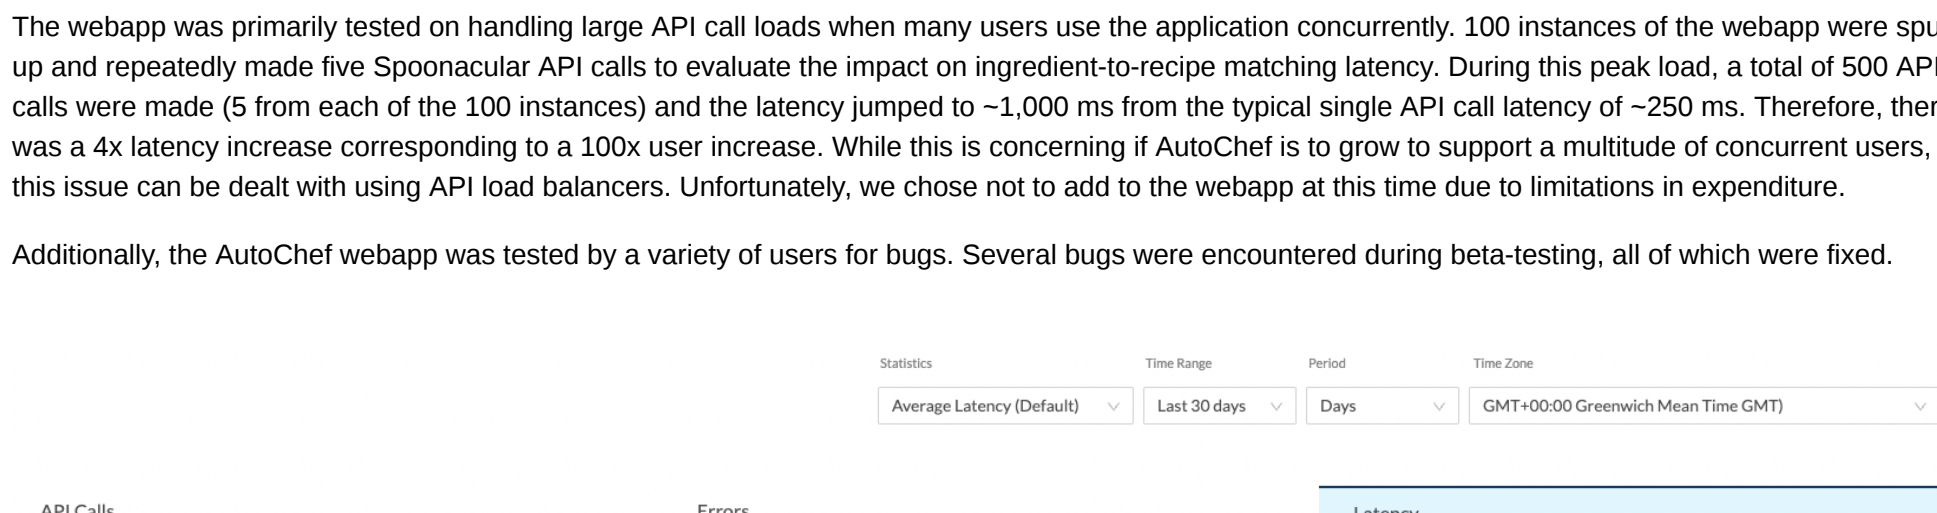 The webapp was primarily tested on handling large API call loads when many users use the application concurrently. 100 instances of the webapp were
up and repeatedly made five Spoonacular API calls to evaluate the impact on ingredient-to-recipe matching latency. During this peak load, a total of 500 API
calls were made (5 from each of the 100 instances) and the latency jumped to ~1,000 ms from the typical single API call latency of ~250 ms. Therefore,
was a 4x latency increase corresponding to a 100x user increase. While this is concerning if AutoChef is to grow to support a multitude of concurrent users,
this issue can be dealt with using API load balancers. Unfortunately, we chose not to add to the webapp at this time due to limitations in expenditure.
Additionally, the AutoChef webapp was tested by a variety of users for bugs. Several bugs were encountered during beta-testing, all of which were fixed.
Statistics Time Range Period Time Zone
Average Latency (Default) Last 30 days Days GMT+00:00 Greenwich Mean Time GMT)
API Calls Errors Latency